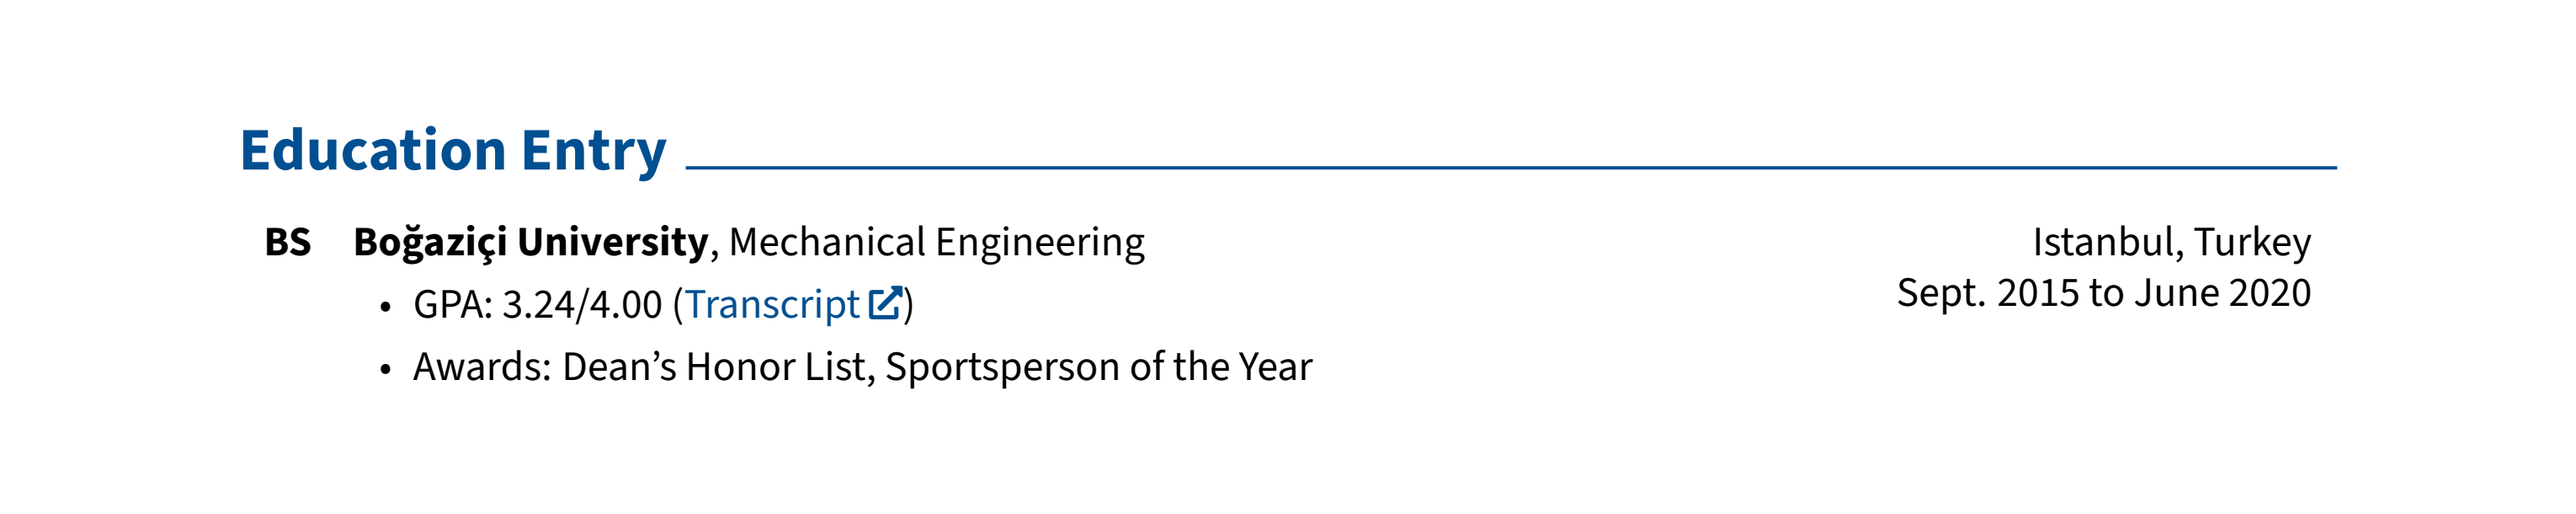 Education Entry
BS Boğaziçi University, Mechanical Engineering
Istanbul, Turkey
• GPA: 3.24/4.00 (Transcript)
Sept. 2015 to June 2020
• Awards: Dean’s Honor List, Sportsperson of the Year